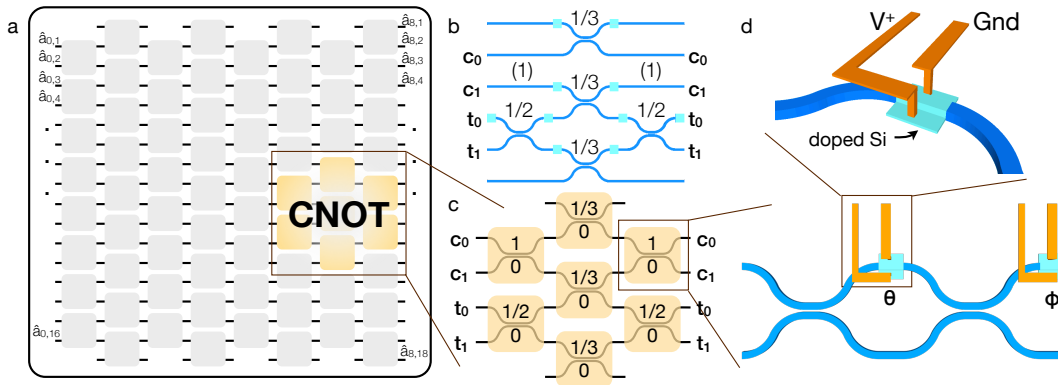 a
â0,1
â0,2
â0,3
â0,4
â0,16
â8,1
â8,2
â8,3
â8,4
â8,18
CNOT
b
1/3
c0
(1)
1/3
(1)
c1
c1
c0
t0
1/2
1/2
t0
t1
1/3
t1
c
1/3
0
c0
1
1
c0
c1
0
0
c1
1/3
0
t0
1/2
1/2
t0
t1
0
0
t1
1/3
0
d
V+
Gnd
doped Si
θ
ϕ